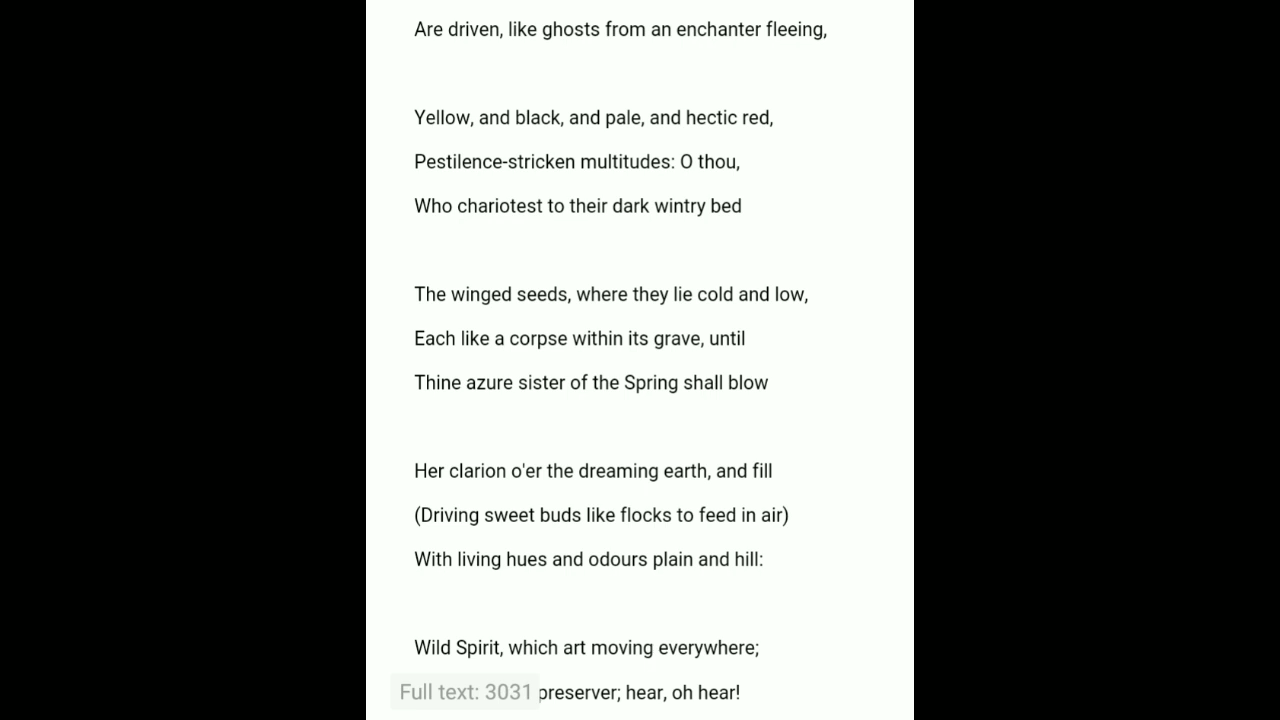 Are driven, like ghosts from an enchanter fleeing,
Yellow, and black, and pale, and hectic red,
Pestilence-stricken multitudes: O thou,
Who chariotest to their dark wintry bed
The winged seeds, where they lie cold and low,
Each like a corpse within its grave, until
Thine azure sister of the Spring shall blow
Her clarion o'er the dreaming earth, and fill
(Driving sweet buds like flocks to feed in air)
With living hues and odours plain and hill:
Wild Spirit, which art moving everywhere;
Full text: 3031 preserver; hear, oh hear!